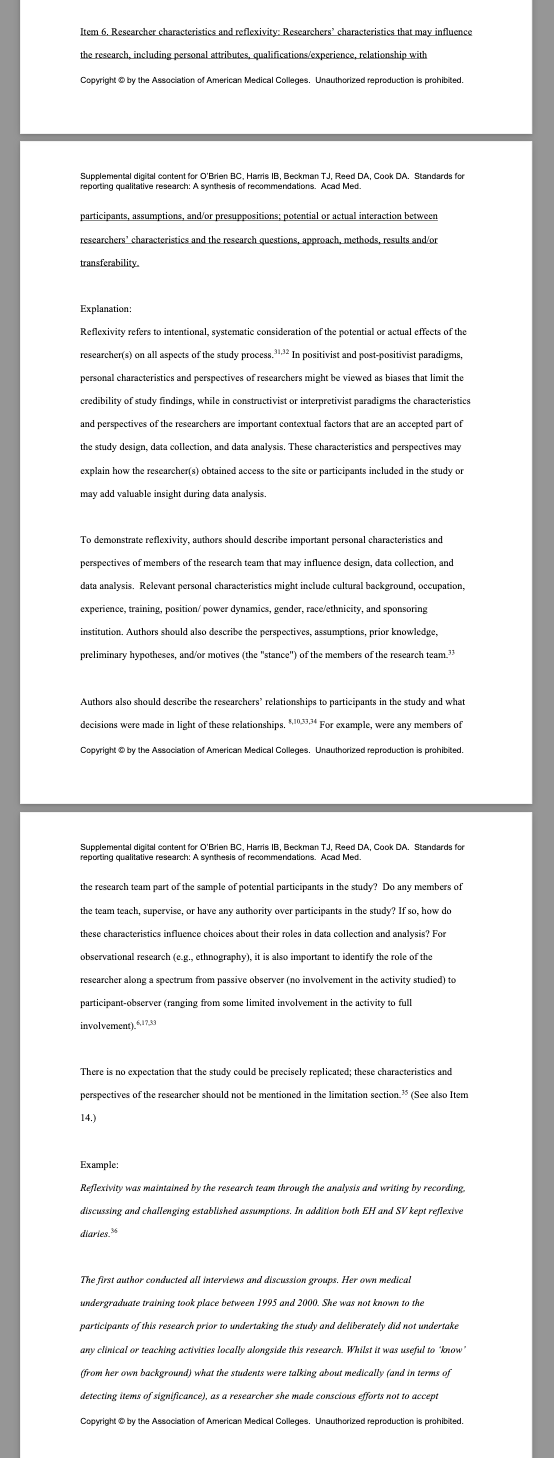 Item 6. Researcher characteristics and reflexivity: Researchers' characteristics that may influence
the research, including personal attributes, qualifications/experience, relationship with
Copyright © by the Association of American Medical Colleges. Unauthorized reproduction is prohibited.
Supplemental digital content for O'Brien BC, Harris IB, Beckman TJ, Reed DA, Cook DA. Standards for
reporting qualitative research: A synthesis of recommendations. Acad Med.
participants, assumptions, and/or presuppositions; potential or actual interaction between
researchers' characteristics and the research questions, approach, methods, results and/or
transferability.
Explanation:
Reflexivity refers to intentional, systematic consideration of the potential or actual effects of the
researcher(s) on all aspects of the study process.31,32 In positivist and post-positivist paradigms,
personal characteristics and perspectives of researchers might be viewed as biases that limit the
credibility of study findings, while in constructivist or interpretivist paradigms the characteristics
and perspectives of the researchers are important contextual factors that are an accepted part of
the study design, data collection, and data analysis. These characteristics and perspectives may
explain how the researcher(s) obtained access to the site or participants included in the study or
may add valuable insight during data analysis.
To demonstrate reflexivity, authors should describe important personal characteristics and
perspectives of members of the research team that may influence design, data collection, and
data analysis. Relevant personal characteristics might include cultural background, occupation,
experience, training, position/ power dynamics, gender, race/ethnicity, and sponsoring
institution. Authors should also describe the perspectives, assumptions, prior knowledge,
preliminary hypotheses, and/or motives (the "stance") of the members of the research team.33
Authors also should describe the researchers' relationships to participants in the study and what
decisions were made in light of these relationships. 8,10,33,34 For example, were any members of
Copyright © by the Association of American Medical Colleges. Unauthorized reproduction is prohibited.
Supplemental digital content for O'Brien BC, Harris IB, Beckman TJ, Reed DA, Cook DA. Standards for
reporting qualitative research: A synthesis of recommendations. Acad Med.
the research team part of the sample of potential participants in the study? Do any members of
the team teach, supervise, or have any authority over participants in the study? If so, how do
these characteristics influence choices about their roles in data collection and analysis? For
observational research (e.g., ethnography), it is also important to identify the role of the
researcher along a spectrum from passive observer (no involvement in the activity studied) to
participant-observer (ranging from some limited involvement in the activity to full
involvement).6,17,33
There is no expectation that the study could be precisely replicated; these characteristics and
perspectives of the researcher should not be mentioned in the limitation section.35 (See also Item
14.)
Example:
Reflexivity was maintained by the research team through the analysis and writing by recording,
discussing and challenging established assumptions. In addition both EH and SV kept reflexive
diaries.36
The first author conducted all interviews and discussion groups. Her own medical
undergraduate training took place between 1995 and 2000. She was not known to the
participants of this research prior to undertaking the study and deliberately did not undertake
any clinical or teaching activities locally alongside this research. Whilst it was useful to 'know'
(from her own background) what the students were talking about medically (and in terms of
detecting items of significance), as a researcher she made conscious efforts not to accept
Copyright © by the Association of American Medical Colleges. Unauthorized reproduction is prohibited.